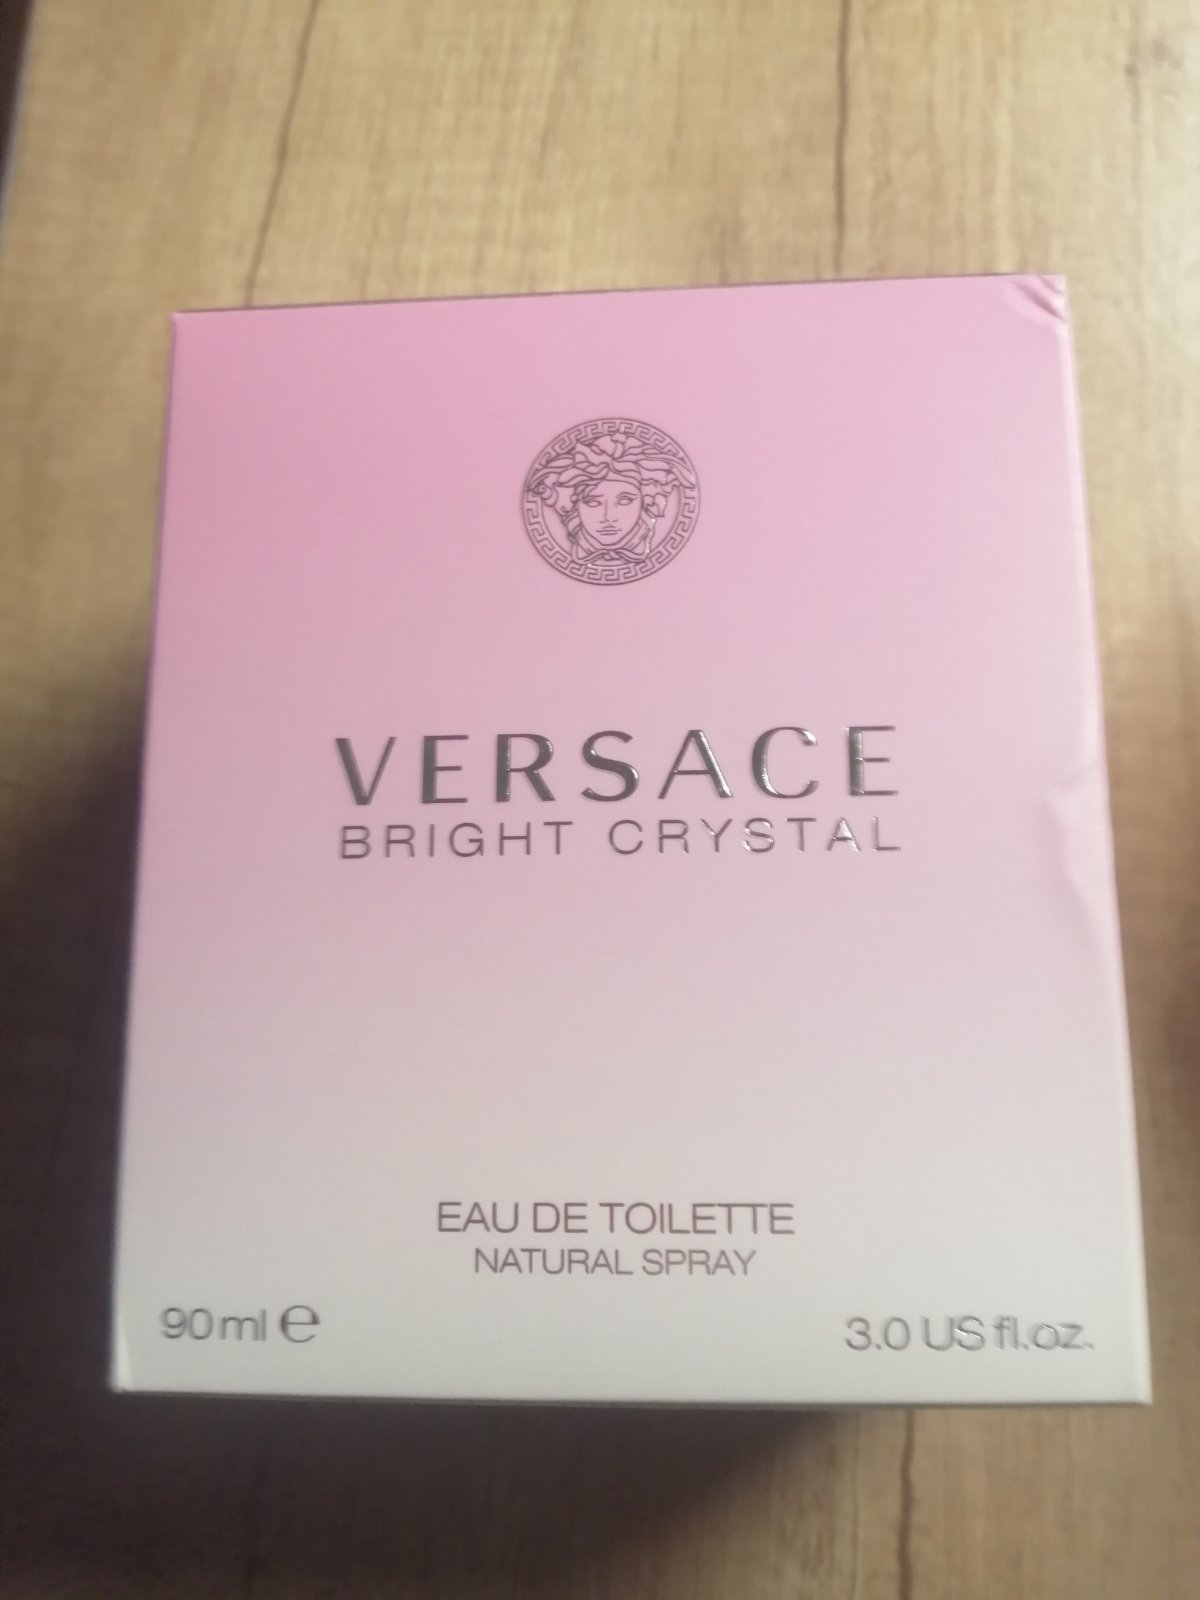 VERSACE
BRIGHT CRYSTAL
EAU DE TOILETTE
NATURAL SPRAY
90ml ℮
3.0 US fl.oz.